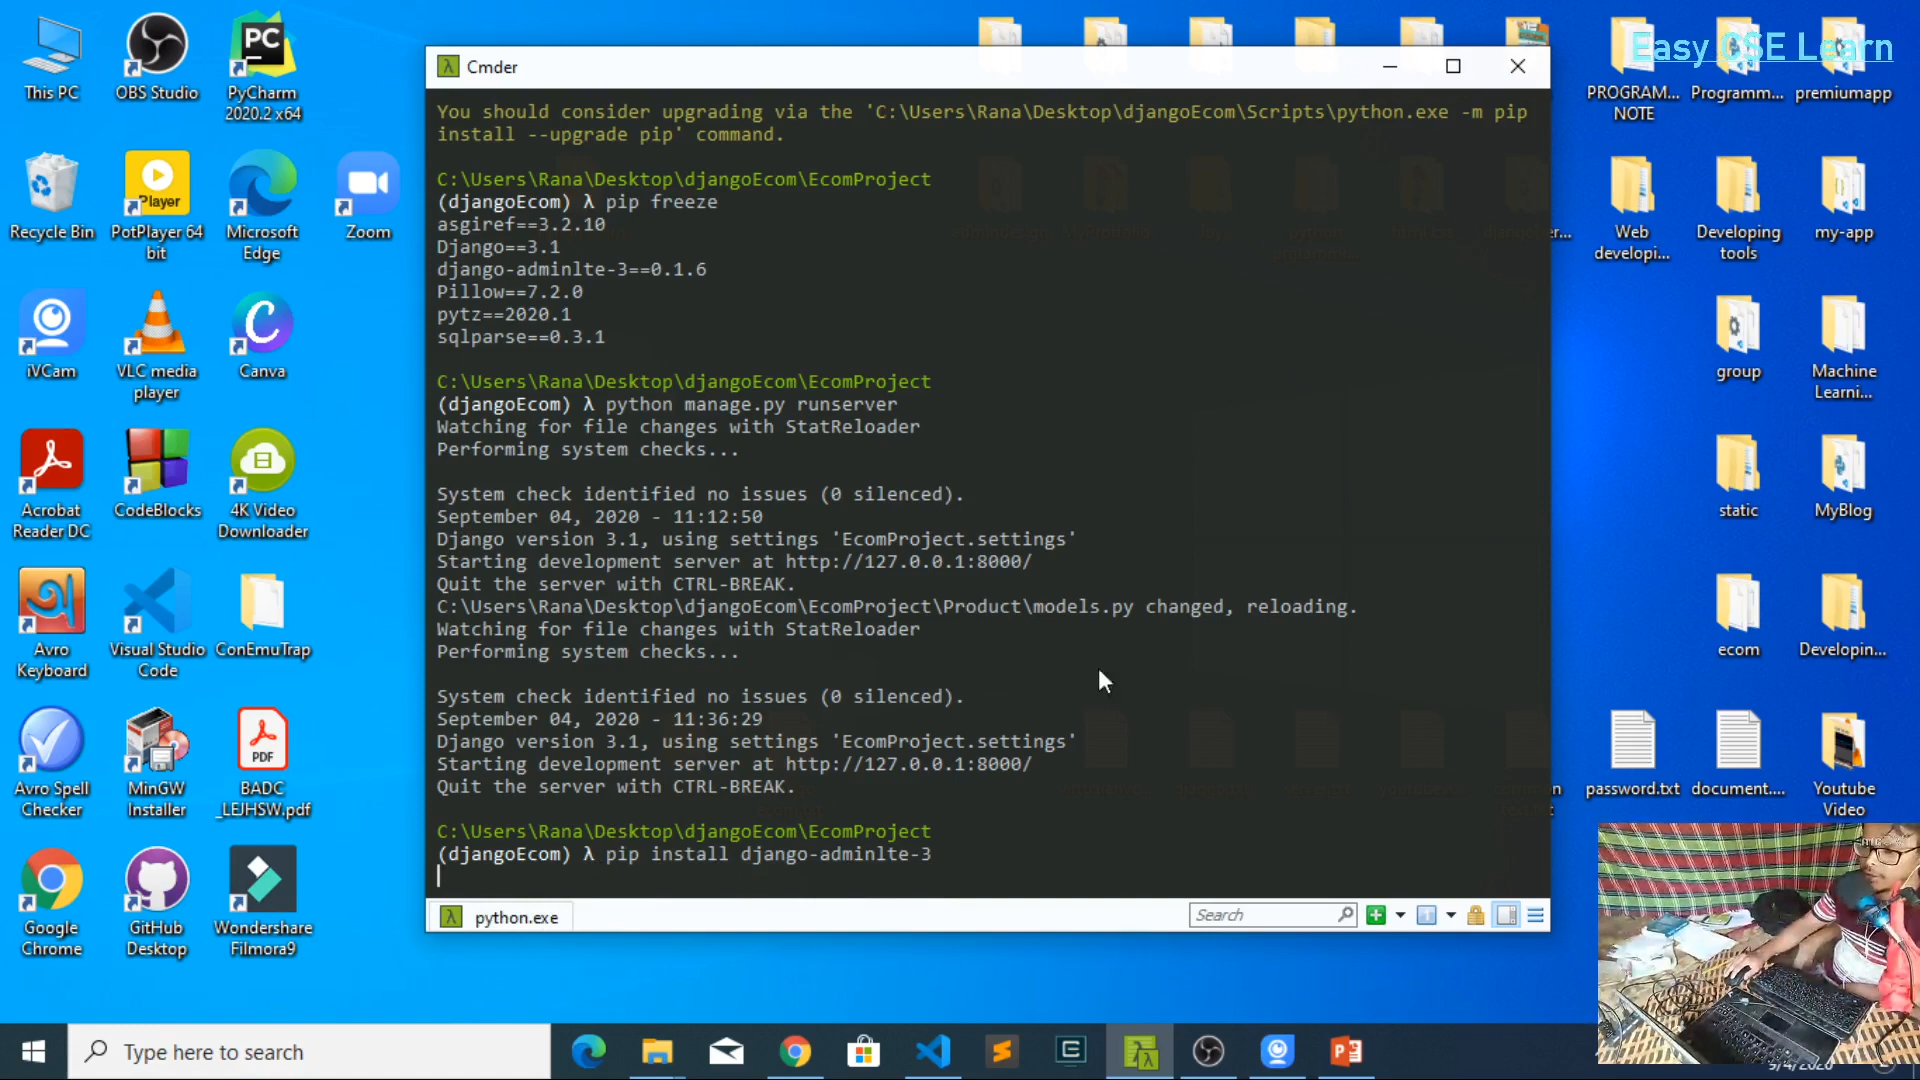 Easy CSE Learn
This PC
OBS Studio
PyCharm
2020.2 x64
PROGRAM...
NOTE
Programm...
premiumapp
Recycle Bin
PotPlayer 64
bit
Microsoft
Edge
Zoom
Web
developi...
Developing
tools
my-app
iVCam
VLC media
player
Canva
group
Machine
Learni...
Acrobat
Reader DC
CodeBlocks
4K Video
Downloader
static
MyBlog
Avro
Keyboard
Visual Studio
Code
ConEmuTrap
ecom
Developin...
Avro Spell
Checker
MinGW
Installer
PDF
BADC
_LEJHSW.pdf
password.txt
document....
Youtube
Video
Google
Chrome
GitHub
Desktop
Wondershare
Filmora9
Cmder
You should consider upgrading via the 'C:\Users\Rana\Desktop\djangoEcom\Scripts\python.exe -m pip
install --upgrade pip' command.
C:\Users\Rana\Desktop\djangoEcom\EcomProject
(djangoEcom) λ pip freeze
asgiref==3.2.10
Django==3.1
django-adminlte-3==0.1.6
Pillow==7.2.0
pytz==2020.1
sqlparse==0.3.1
C:\Users\Rana\Desktop\djangoEcom\EcomProject
(djangoEcom) λ python manage.py runserver
Watching for file changes with StatReloader
Performing system checks...
System check identified no issues (0 silenced).
September 04, 2020 - 11:12:50
Django version 3.1, using settings 'EcomProject.settings'
Starting development server at http://127.0.0.1:8000/
Quit the server with CTRL-BREAK.
C:\Users\Rana\Desktop\djangoEcom\EcomProject\Product\models.py changed, reloading.
Watching for file changes with StatReloader
Performing system checks...
System check identified no issues (0 silenced).
September 04, 2020 - 11:36:29
Django version 3.1, using settings 'EcomProject.settings'
Starting development server at http://127.0.0.1:8000/
Quit the server with CTRL-BREAK.
C:\Users\Rana\Desktop\djangoEcom\EcomProject
(djangoEcom) λ pip install django-adminlte-3
python.exe
Search
Type here to search
9/4/2020